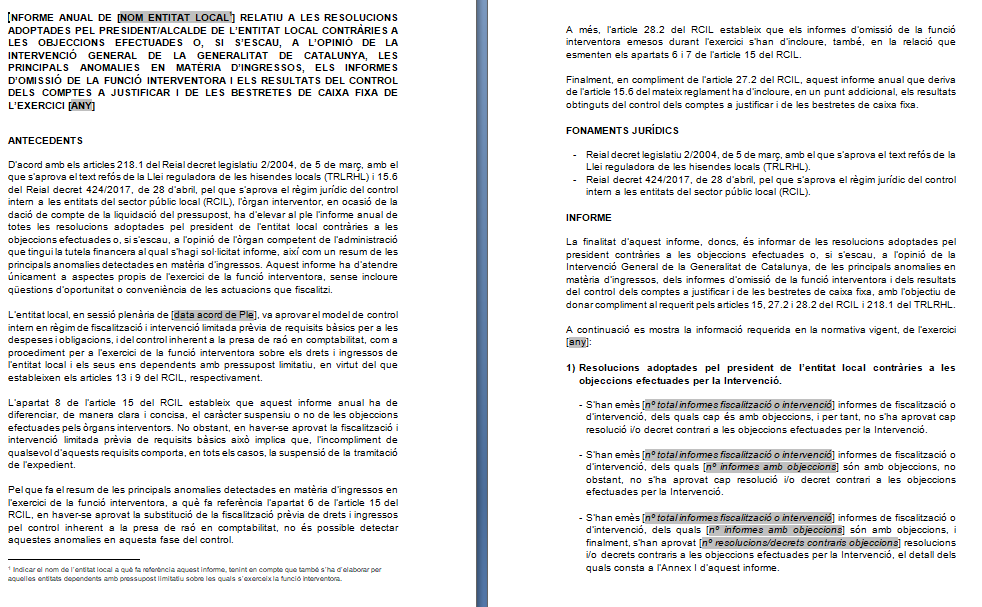 INFORME ANUAL DE [NOM ENTITAT LOCAL¹] RELATIU A LES RESOLUCIONS
ADOPTADES PEL PRESIDENT/ALCALDE DE L'ENTITAT LOCAL CONTRÀRIES A
LES OBJECCIONS EFECTUADES O, SI S'ESCAU, A L'OPINIÓ DE LA
INTERVENCIÓ GENERAL DE LA GENERALITAT DE CATALUNYA, LES
PRINCIPALS ANOMALIES EN MATÈRIA D'INGRESSOS, ELS INFORMES
D'OMISSIÓ DE LA FUNCIÓ INTERVENTORA I ELS RESULTATS DEL CONTROL
DELS COMPTES A JUSTIFICAR I DE LES BESTRETES DE CAIXA FIXA DE
L'EXERCICI [ANY]
ANTECEDENTS
D'acord amb els articles 218.1 del Reial decret legislatiu 2/2004, de 5 de març, amb el
que s'aprova el text refós de la Llei reguladora de les hisendes locals (TRLRHL) i 15.6
del Reial decret 424/2017, de 28 d'abril, pel que s'aprova el règim jurídic del control
intern a les entitats del sector públic local (RCIL), l'òrgan interventor, en ocasió de la
dació de compte de la liquidació del pressupost, ha d'elevar al ple l'informe anual de
totes les resolucions adoptades pel president de l'entitat local contràries a les
objeccions efectuades o, si s'escau, a l'opinió de l'òrgan competent de l'administració
que tingui la tutela financera al qual s'hagi sol·licitat informe, així com un resum de les
principals anomalies detectades en matèria d'ingressos. Aquest informe ha d'atendre
únicament a aspectes propis de l'exercici de la funció interventora, sense incloure
qüestions d'oportunitat o conveniència de les actuacions que fiscalitzi.
L'entitat local, en sessió plenària de [data acord de Ple], va aprovar el model de control
intern en règim de fiscalització i intervenció limitada prèvia de requisits bàsics per a les
despeses i obligacions, i del control inherent a la presa de raó en comptabilitat, com a
procediment per a l'exercici de la funció interventora sobre els drets i ingressos de
l'entitat local i els seus ens dependents amb pressupost limitatiu, en virtut del que
estableixen els articles 13 i 9 del RCIL, respectivament.
L'apartat 8 de l'article 15 del RCIL estableix que aquest informe anual ha de
diferenciar, de manera clara i concisa, el caràcter suspensiu o no de les objeccions
efectuades pels òrgans interventors. No obstant, en haver-se aprovat la fiscalització i
intervenció limitada prèvia de requisits bàsics això implica que, l'incompliment de
qualsevol d'aquests requisits comporta, en tots els casos, la suspensió de la tramitació
de l'expedient.
Pel que fa el resum de les principals anomalies detectades en matèria d'ingressos en
l'exercici de la funció interventora, a què fa referència l'apartat 6 de l'article 15 del
RCIL, en haver-se aprovat la substitució de la fiscalització prèvia de drets i ingressos
pel control inherent a la presa de raó en comptabilitat, no és possible detectar
aquestes anomalies en aquesta fase del control.
¹ Indicar el nom de l'entitat local a què fa referència aquest informe, tenint en compte que també s'ha d'elaborar per
aquelles entitats dependents amb pressupost limitatiu sobre les quals s'exerceix la funció interventora.
A més, l'article 28.2 del RCIL estableix que els informes d'omissió de la funció
interventora emesos durant l'exercici s'han d'incloure, també, en la relació que
esmenten els apartats 6 i 7 de l'article 15 del RCIL.
Finalment, en compliment de l'article 27.2 del RCIL, aquest informe anual que deriva
de l'article 15.6 del mateix reglament ha d'incloure, en un punt addicional, els resultats
obtinguts del control dels comptes a justificar i de les bestretes de caixa fixa.
FONAMENTS JURÍDICS
- Reial decret legislatiu 2/2004, de 5 de març, amb el que s'aprova el text refós de la
Llei reguladora de les hisendes locals (TRLRHL).
- Reial decret 424/2017, de 28 d'abril, pel que s'aprova el règim jurídic del control
intern a les entitats del sector públic local (RCIL).
INFORME
La finalitat d'aquest informe, doncs, és informar de les resolucions adoptades pel
president contràries a les objeccions efectuades o, si s'escau, a l'opinió de la
Intervenció General de la Generalitat de Catalunya, de les principals anomalies en
matèria d'ingressos, dels informes d'omissió de la funció interventora i dels resultats
del control dels comptes a justificar i de les bestretes de caixa fixa, amb l'objectiu de
donar compliment al requerit pels articles 15, 27.2 i 28.2 del RCIL i 218.1 del TRLRHL.
A continuació es mostra la informació requerida en la normativa vigent, de l'exercici
[any]:
1) Resolucions adoptades pel president de l'entitat local contràries a les
objeccions efectuades per la Intervenció.
- S'han emès [nº total informes fiscalització o intervenció] informes de fiscalització o
d'intervenció, dels quals cap és amb objeccions, i per tant, no s'ha aprovat cap
resolució i/o decret contrari a les objeccions efectuades per la Intervenció.
- S'han emès [nº total informes fiscalització o intervenció] informes de fiscalització o
d'intervenció, dels quals [nº informes amb objeccions] són amb objeccions, no
obstant, no s'ha aprovat cap resolució i/o decret contrari a les objeccions
efectuades per la Intervenció.
- S'han emès [nº total informes fiscalització o intervenció] informes de fiscalització o
d'intervenció, dels quals [nº informes amb objeccions] són amb objeccions, i
finalment, s'han aprovat [nº resolucions/decrets contraris objeccions] resolucions
i/o decrets contraris a les objeccions efectuades per la Intervenció, el detall dels
quals consta a l'Annex I d'aquest informe.